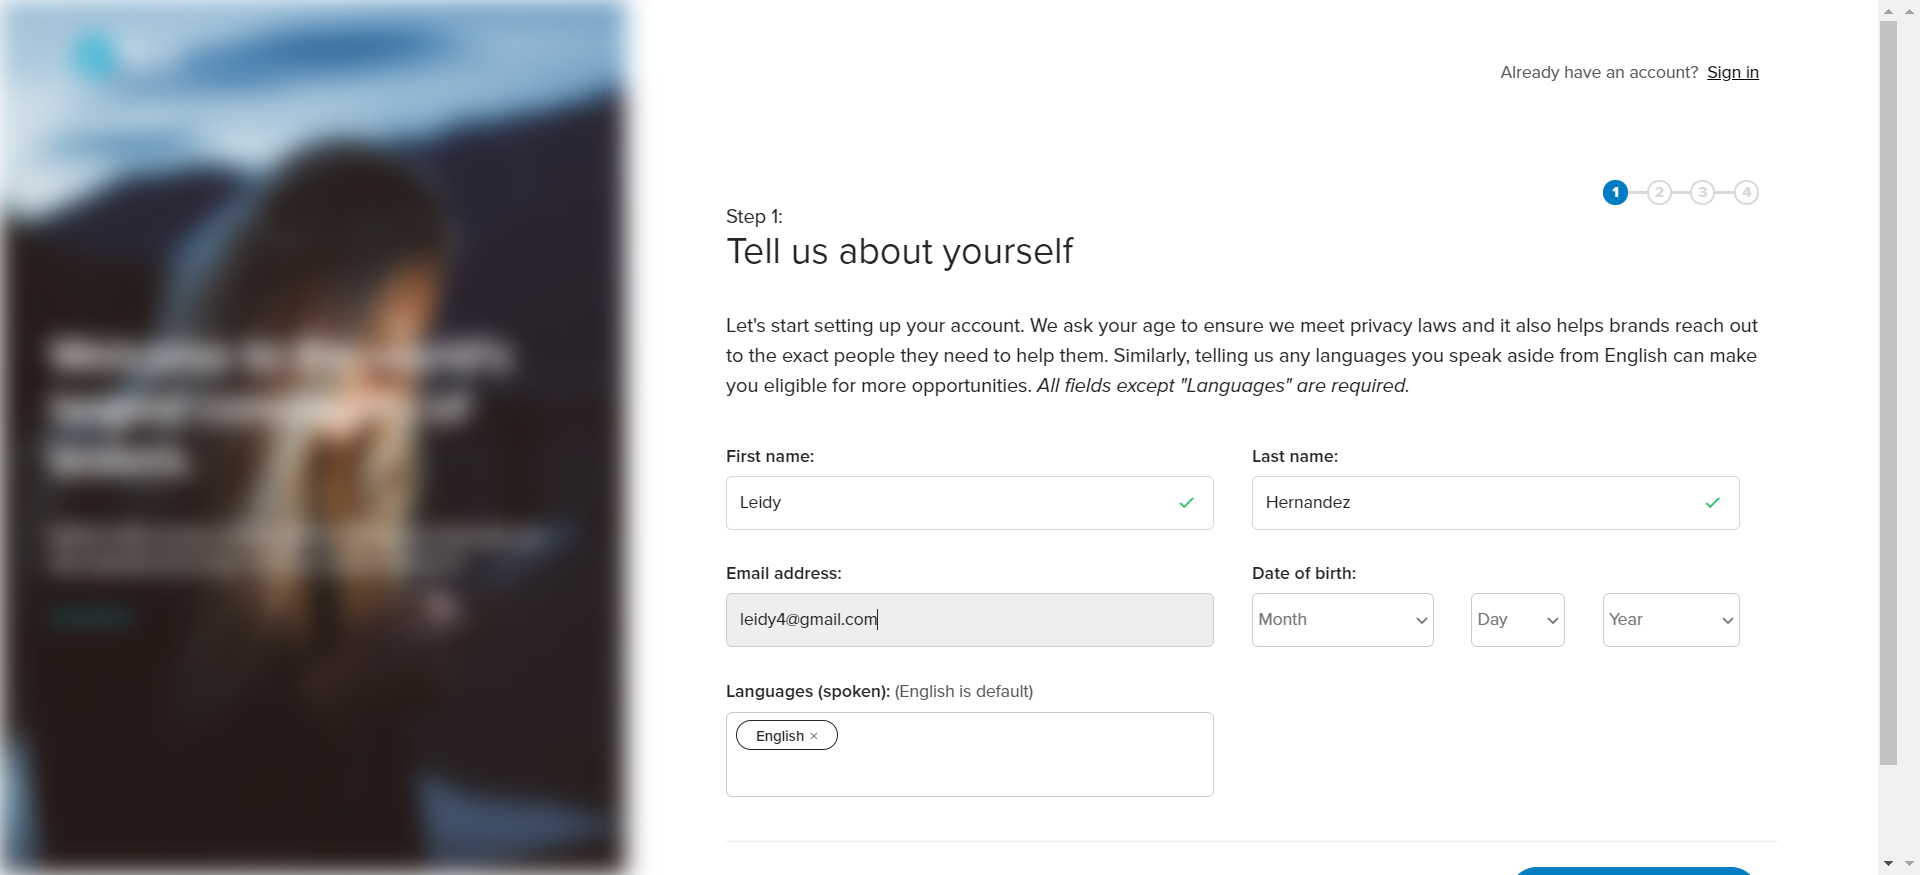 Already have an account? Sign in
1 2 3 4
Step 1:
Tell us about yourself
Let's start setting up your account. We ask your age to ensure we meet privacy laws and it also helps brands reach out
to the exact people they need to help them. Similarly, telling us any languages you speak aside from English can make
you eligible for more opportunities. All fields except "Languages" are required.
First name:
Last name:
Leidy
Hernandez
Email address:
Date of birth:
leidy4@gmail.com
Month
Day
Year
Languages (spoken): (English is default)
English ×